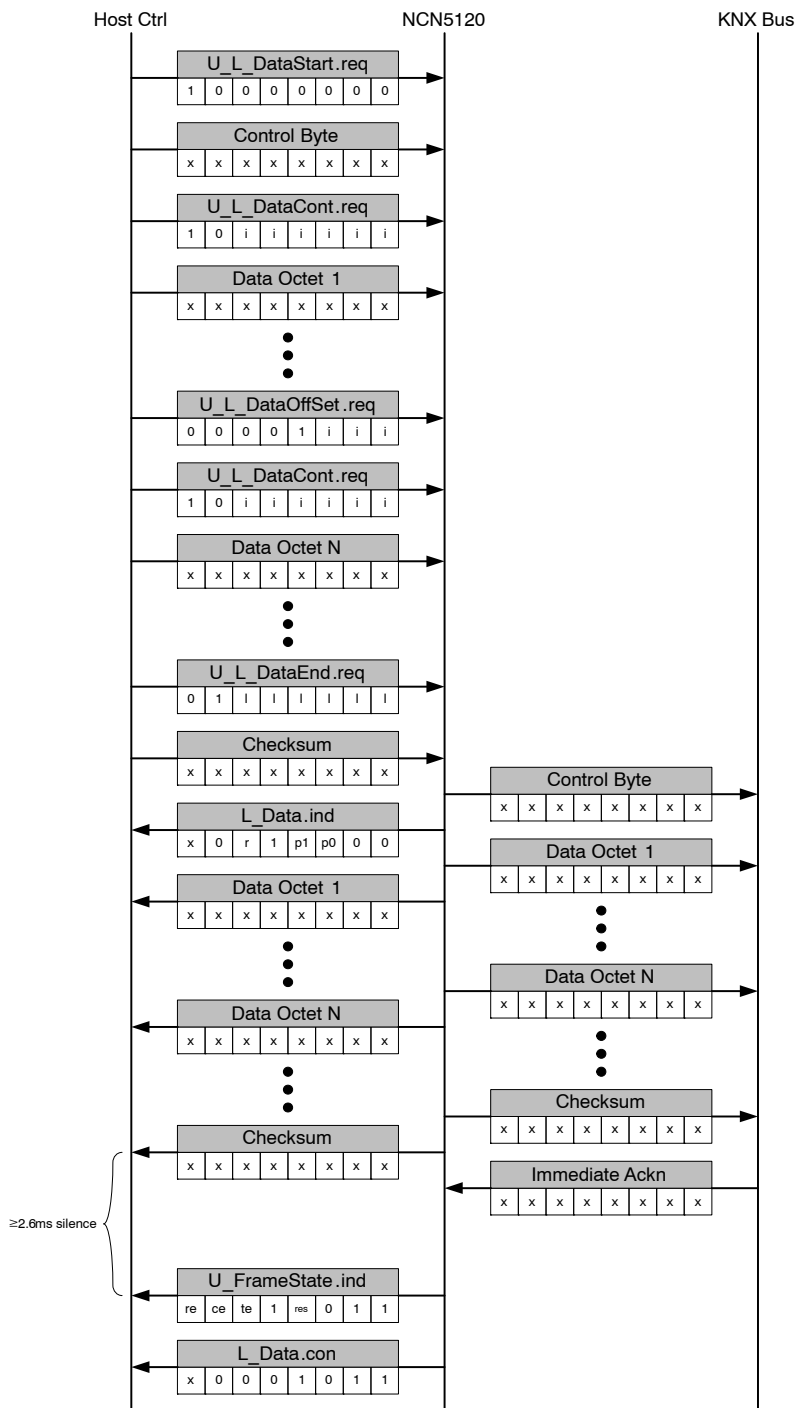 Host Ctrl NCN5120 KNX Bus
U_L_DataStart.req
1 0 0 0 0 0 0 0
Control Byte
x x x x x x x x
U_L_DataCont.req
1 0 i i i i i i
Data Octet 1
x x x x x x x x
U_L_DataOffSet.req
0 0 0 0 1 i i i
U_L_DataCont.req
1 0 i i i i i i
Data Octet N
x x x x x x x x
U_L_DataEnd.req
0 1 l l l l l l
Checksum
x x x x x x x x
Control Byte
x x x x x x x x
L_Data.ind
x 0 r 1 p1 p0 0 0
Data Octet 1
x x x x x x x x
Data Octet 1
x x x x x x x x
Data Octet N
x x x x x x x x
Data Octet N
x x x x x x x x
Checksum
x x x x x x x x
Checksum
x x x x x x x x
Immediate Ackn
x x x x x x x x
≥2.6ms silence
U_FrameState.ind
re ce te 1 res 0 1 1
L_Data.con
x 0 0 0 1 0 1 1